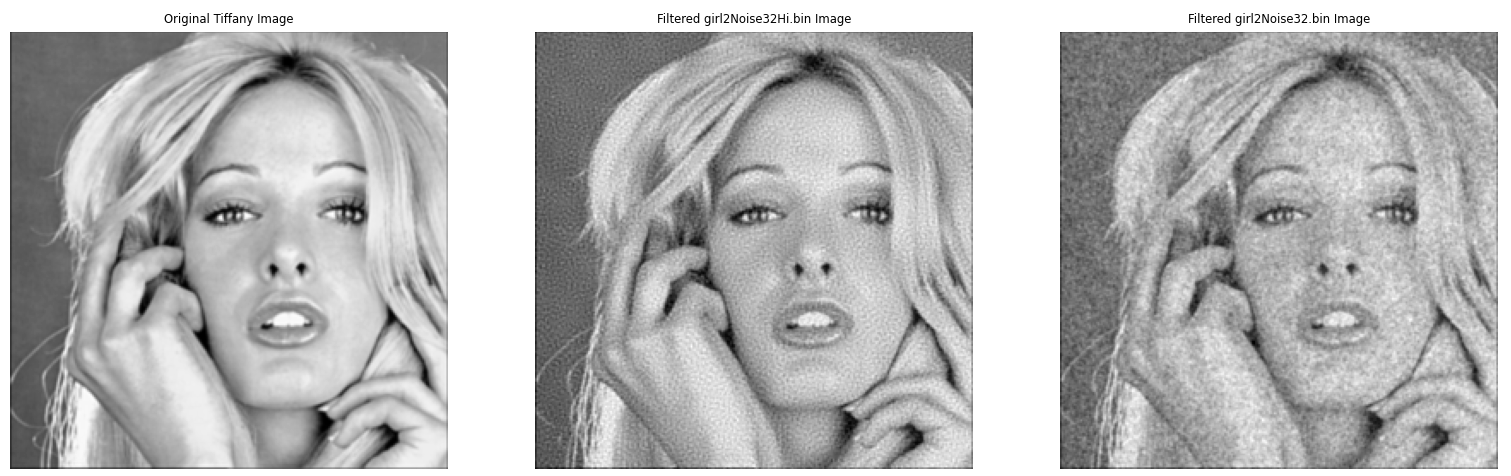 Original Tiffany Image
Filtered girl2Noise32Hi.bin Image
Filtered girl2Noise32.bin Image